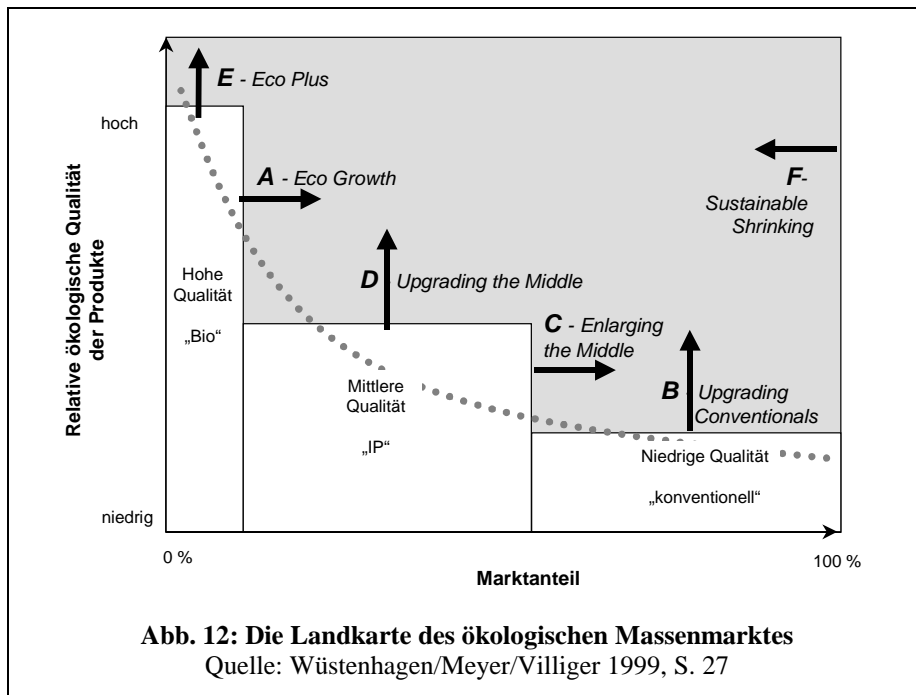 Relative ökologische Qualität
der Produkte
hoch
niedrig
E - Eco Plus
A - Eco Growth
F-
Sustainable
Shrinking
D - Upgrading the Middle
C - Enlarging
the Middle
B - Upgrading
Conventionals
Hohe
Qualität
„Bio“
Mittlere
Qualität
„IP“
Niedrige Qualität
„konventionell“
0 %
100 %
Marktanteil
Abb. 12: Die Landkarte des ökologischen Massenmarktes
Quelle: Wüstenhagen/Meyer/Villiger 1999, S. 27